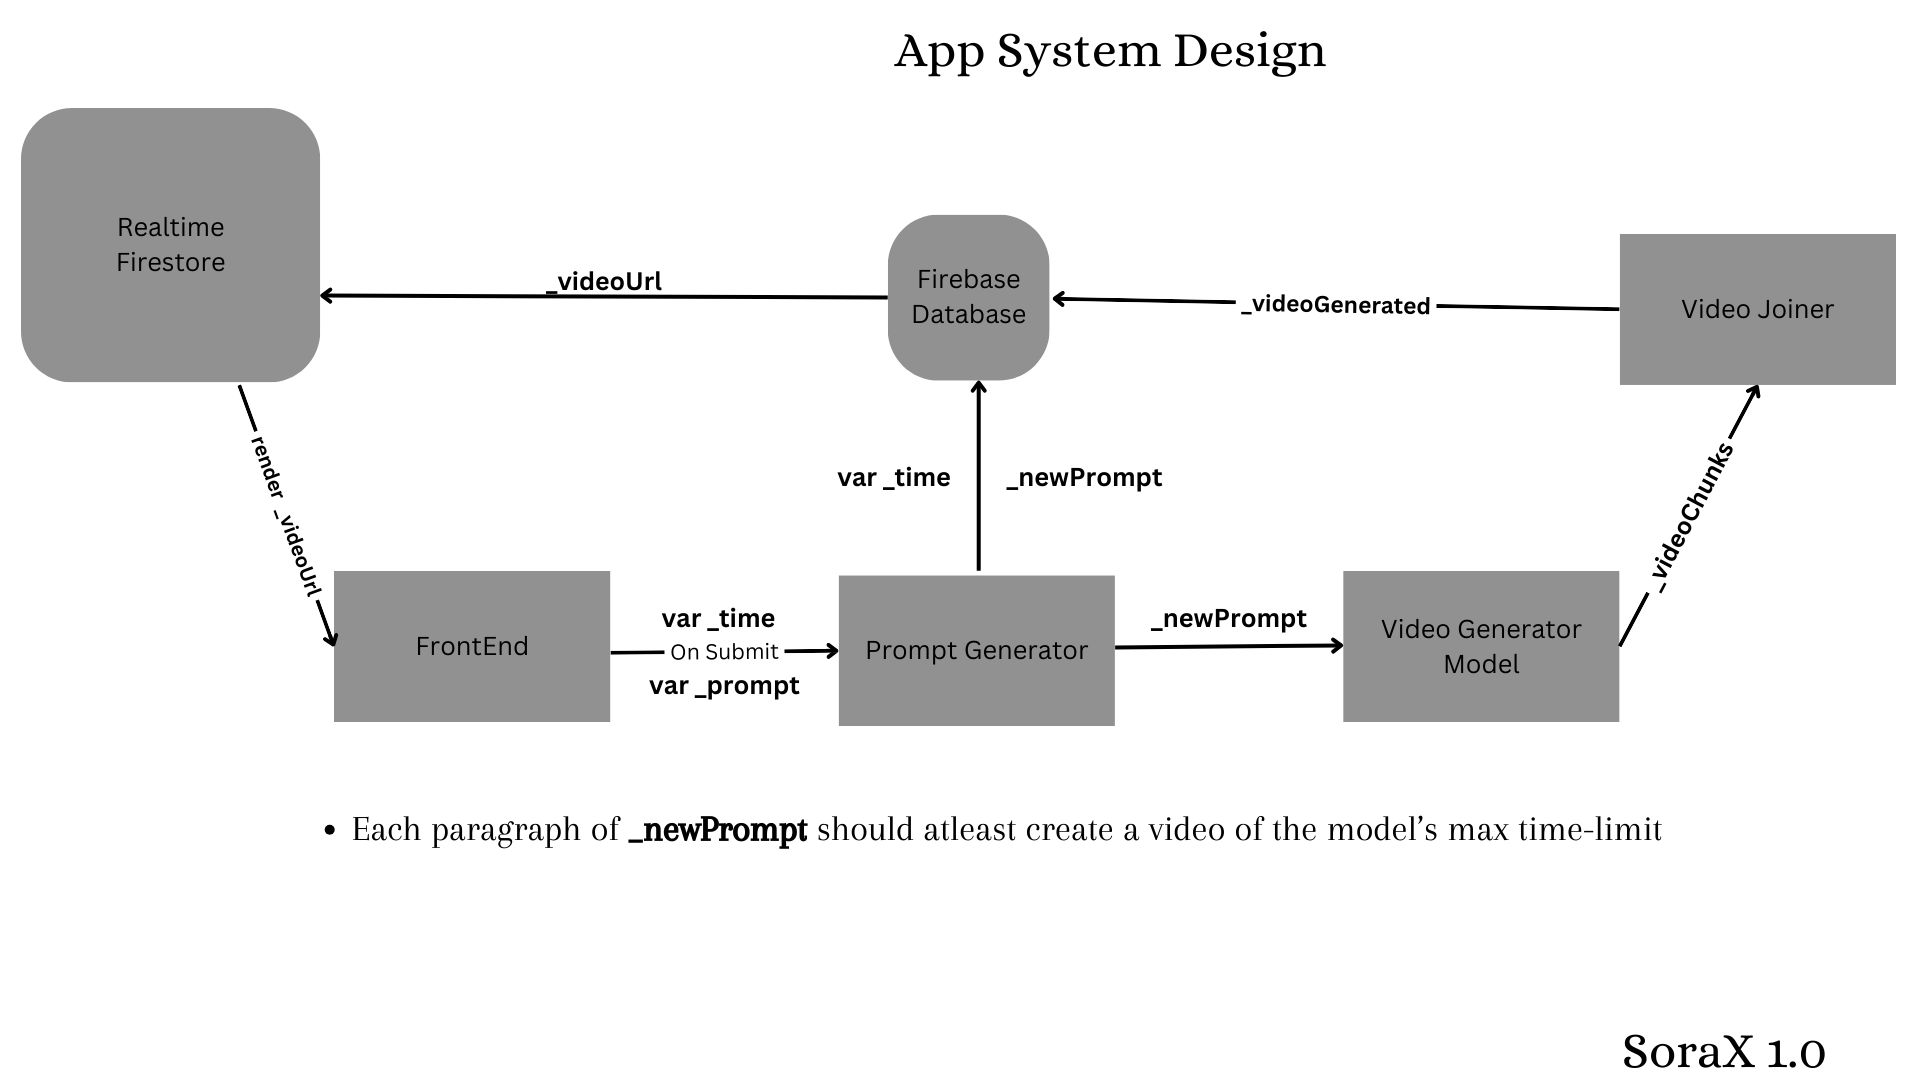 App System Design
Realtime
Firestore
_videoUrl
Firebase
Database
_videoGenerated
Video Joiner
render _videoUrl
var _time
_newPrompt
_videoChunks
FrontEnd
var _time
On Submit
var _prompt
Prompt Generator
_newPrompt
Video Generator
Model
• Each paragraph of _newPrompt should atleast create a video of the model’s max time-limit
SoraX 1.0